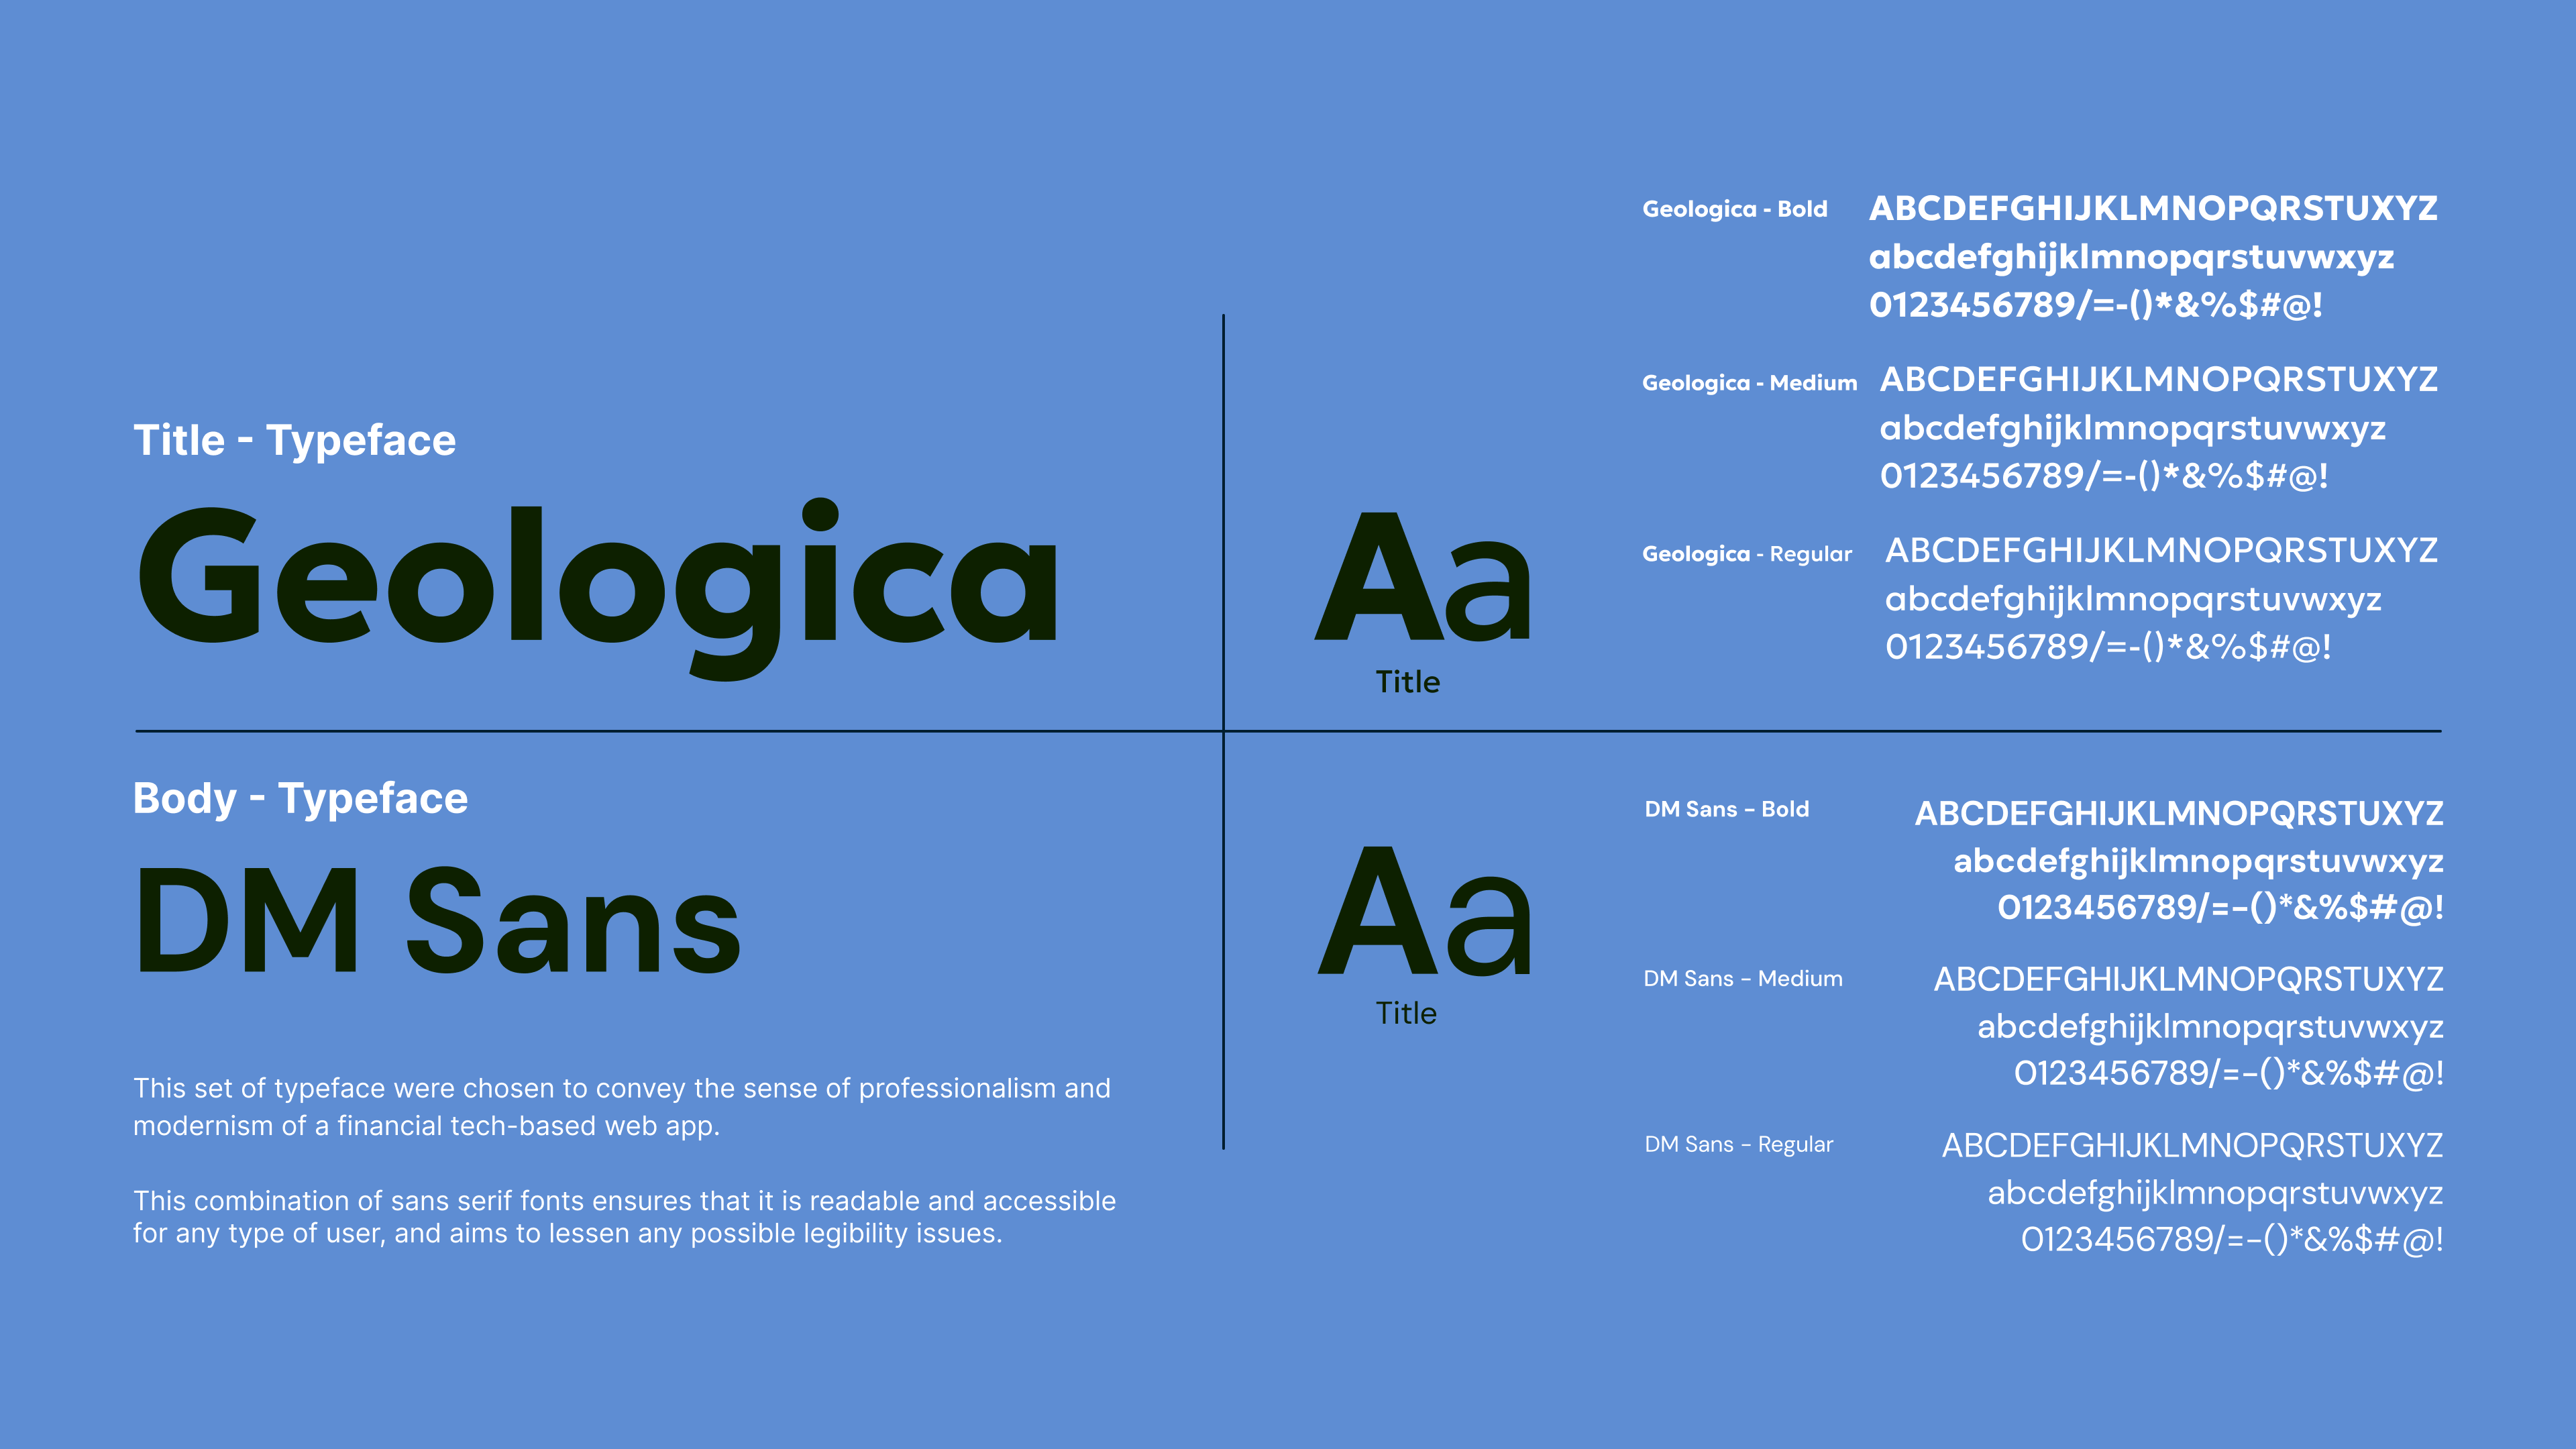 Title - Typeface
Geologica
Aa
Title
Geologica - Bold
ABCDEFGHIJKLMNOPQRSTUXYZ
abcdefghijklmnopqrstuvwxyz
0123456789/=-()*&%$#@!
Geologica - Medium
ABCDEFGHIJKLMNOPQRSTUXYZ
abcdefghijklmnopqrstuvwxyz
0123456789/=-()*&%$#@!
Geologica - Regular
ABCDEFGHIJKLMNOPQRSTUXYZ
abcdefghijklmnopqrstuvwxyz
0123456789/=-()*&%$#@!
Body - Typeface
DM Sans
This set of typeface were chosen to convey the sense of professionalism and
modernism of a financial tech-based web app.
This combination of sans serif fonts ensures that it is readable and accessible
for any type of user, and aims to lessen any possible legibility issues.
Aa
Title
DM Sans - Bold
ABCDEFGHIJKLMNOPQRSTUXYZ
abcdefghijklmnopqrstuvwxyz
0123456789/=-()*&%$#@!
DM Sans - Medium
ABCDEFGHIJKLMNOPQRSTUXYZ
abcdefghijklmnopqrstuvwxyz
0123456789/=-()*&%$#@!
DM Sans - Regular
ABCDEFGHIJKLMNOPQRSTUXYZ
abcdefghijklmnopqrstuvwxyz
0123456789/=-()*&%$#@!